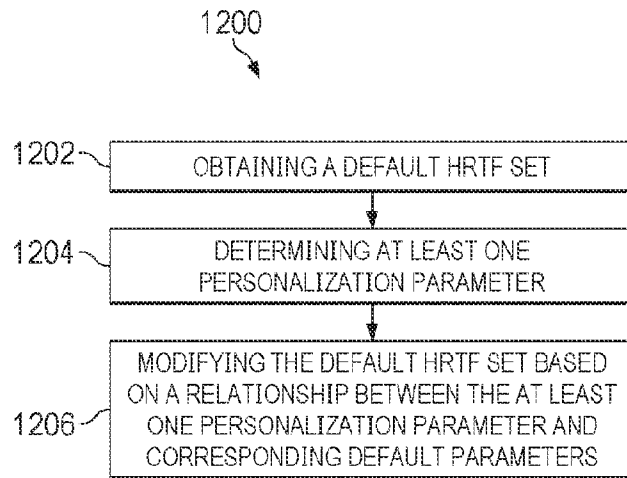 1200
1202
OBTAINING A DEFAULT HRTF SET
1204
DETERMINING AT LEAST ONE
PERSONALIZATION PARAMETER
1206
MODIFYING THE DEFAULT HRTF SET BASED
ON A RELATIONSHIP BETWEEN THE AT LEAST
ONE PERSONALIZATION PARAMETER AND
CORRESPONDING DEFAULT PARAMETERS